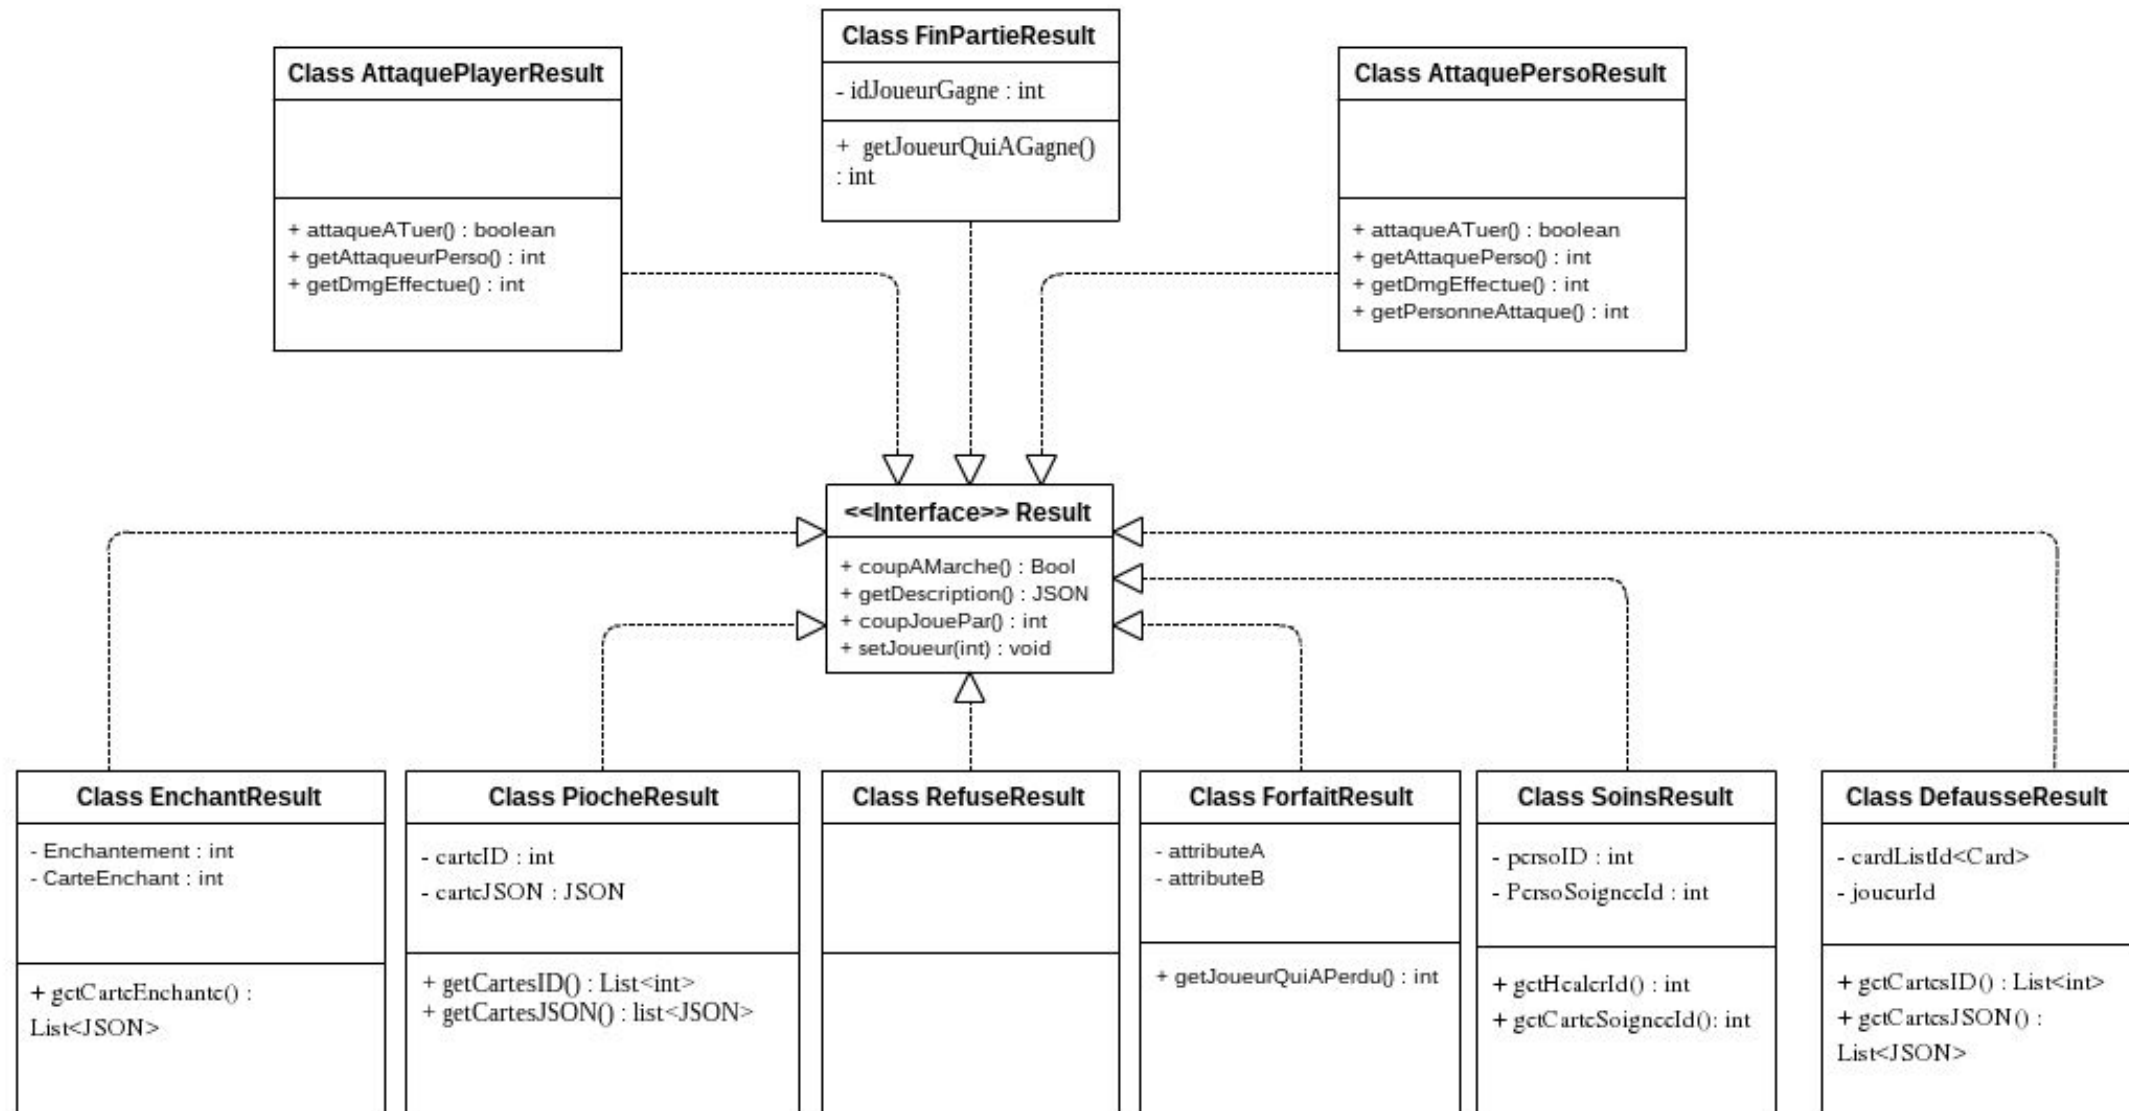 Class FinPartieResult
- idJoueurGagne : int
+ getJoueurQuiAGagne()
: int
Class AttaquePlayerResult
+ attaqueATuer() : boolean
+ getAttaqueurPerso() : int
+ getDmgEffectue() : int
Class AttaquePersoResult
+ attaqueATuer() : boolean
+ getAttaquePerso() : int
+ getDmgEffectue() : int
+ getPersonneAttaque() : int
<<Interface>> Result
+ coupAMarche() : Bool
+ getDescription() : JSON
+ coupJouePar() : int
+ setJoueur(int) : void
Class EnchantResult
- Enchantement : int
- CarteEnchant : int
+ getCarteEnchante() :
List<JSON>
Class PiocheResult
- carteID : int
- carteJSON : JSON
+ getCartesID() : List<int>
+ getCartesJSON() : list<JSON>
Class RefuseResult
Class ForfaitResult
- attributeA
- attributeB
+ getJoueurQuiAPerdu() : int
Class SoinsResult
- persoID : int
- PersoSoigneeId : int
+ getHealerId() : int
+ getCarteSoigneeId(): int
Class DefausseResult
- cardListId<Card>
- joueurId
+ getCartesID() : List<int>
+ getCartesJSON() :
List<JSON>